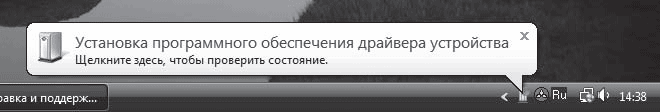 Установка программного обеспечения драйвера устройства
Щелкните здесь, чтобы проверить состояние.
равка и поддерж... Ru 14:38